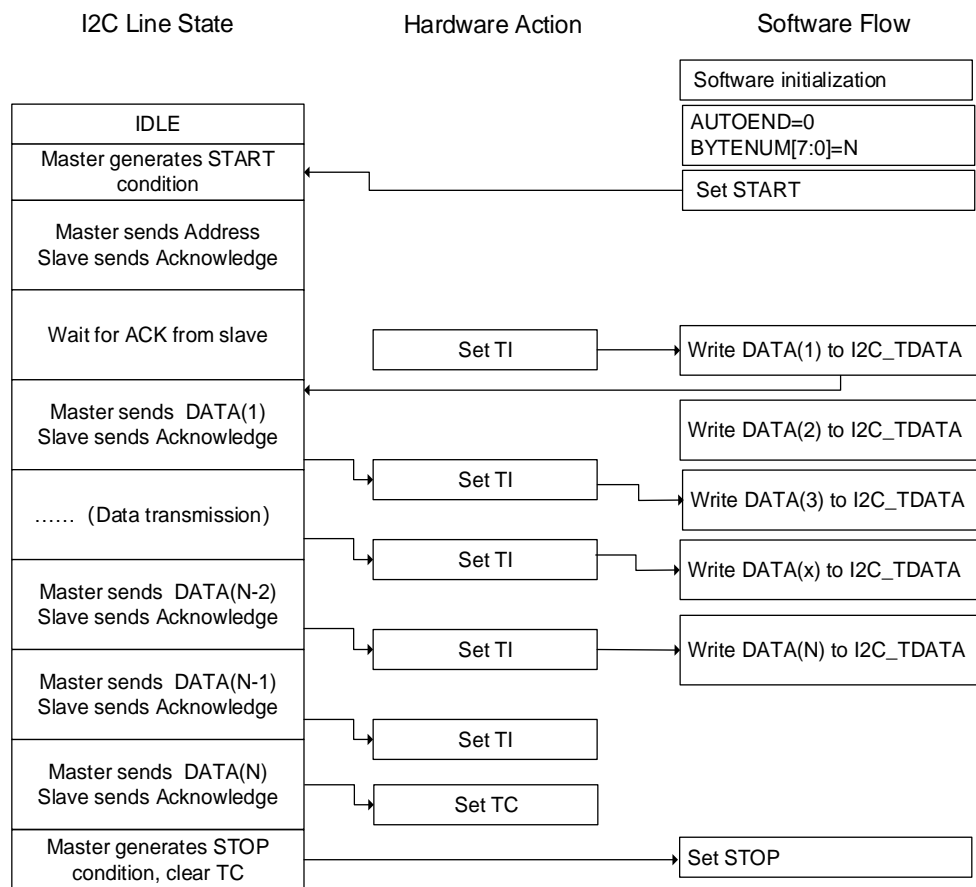 I2C Line State
Hardware Action
Software Flow
Software initialization
IDLE
AUTOEND=0
BYTENUM[7:0]=N
Master generates START
condition
Set START
Master sends Address
Slave sends Acknowledge
Wait for ACK from slave
Set TI
Write DATA(1) to I2C_TDATA
Master sends DATA(1)
Slave sends Acknowledge
Write DATA(2) to I2C_TDATA
Set TI
Write DATA(3) to I2C_TDATA
...... (Data transmission)
Set TI
Write DATA(x) to I2C_TDATA
Master sends DATA(N-2)
Slave sends Acknowledge
Set TI
Write DATA(N) to I2C_TDATA
Master sends DATA(N-1)
Slave sends Acknowledge
Set TI
Master sends DATA(N)
Slave sends Acknowledge
Set TC
Master generates STOP
condition, clear TC
Set STOP